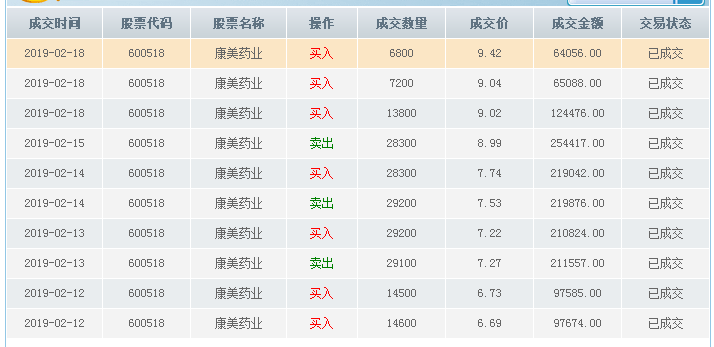 成交时间 股票代码 股票名称 操作 成交数量 成交价 成交金额 交易状态
2019-02-18 600518 康美药业 买入 6800 9.42 64056.00 已成交
2019-02-18 600518 康美药业 买入 7200 9.04 65088.00 已成交
2019-02-18 600518 康美药业 买入 13800 9.02 124476.00 已成交
2019-02-15 600518 康美药业 卖出 28300 8.99 254417.00 已成交
2019-02-14 600518 康美药业 买入 28300 7.74 219042.00 已成交
2019-02-14 600518 康美药业 卖出 29200 7.53 219876.00 已成交
2019-02-13 600518 康美药业 买入 29200 7.22 210824.00 已成交
2019-02-13 600518 康美药业 卖出 29100 7.27 211557.00 已成交
2019-02-12 600518 康美药业 买入 14500 6.73 97585.00 已成交
2019-02-12 600518 康美药业 买入 14600 6.69 97674.00 已成交